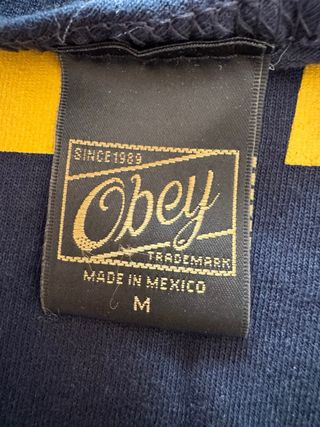 SINCE 1989
Obey
TRADEMARK
MADE IN MEXICO
M